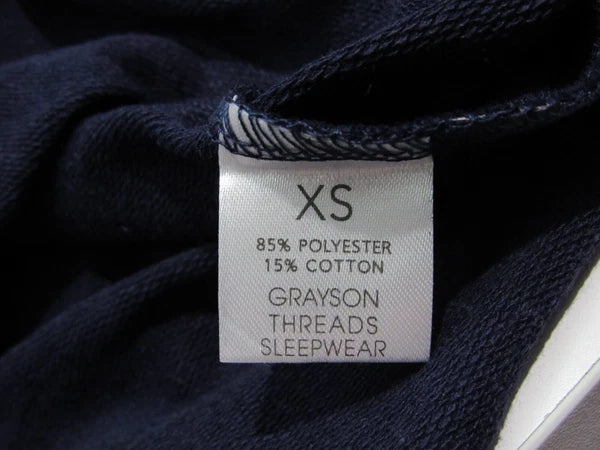 XS
85% POLYESTER
15% COTTON
GRAYSON
THREADS
SLEEPWEAR